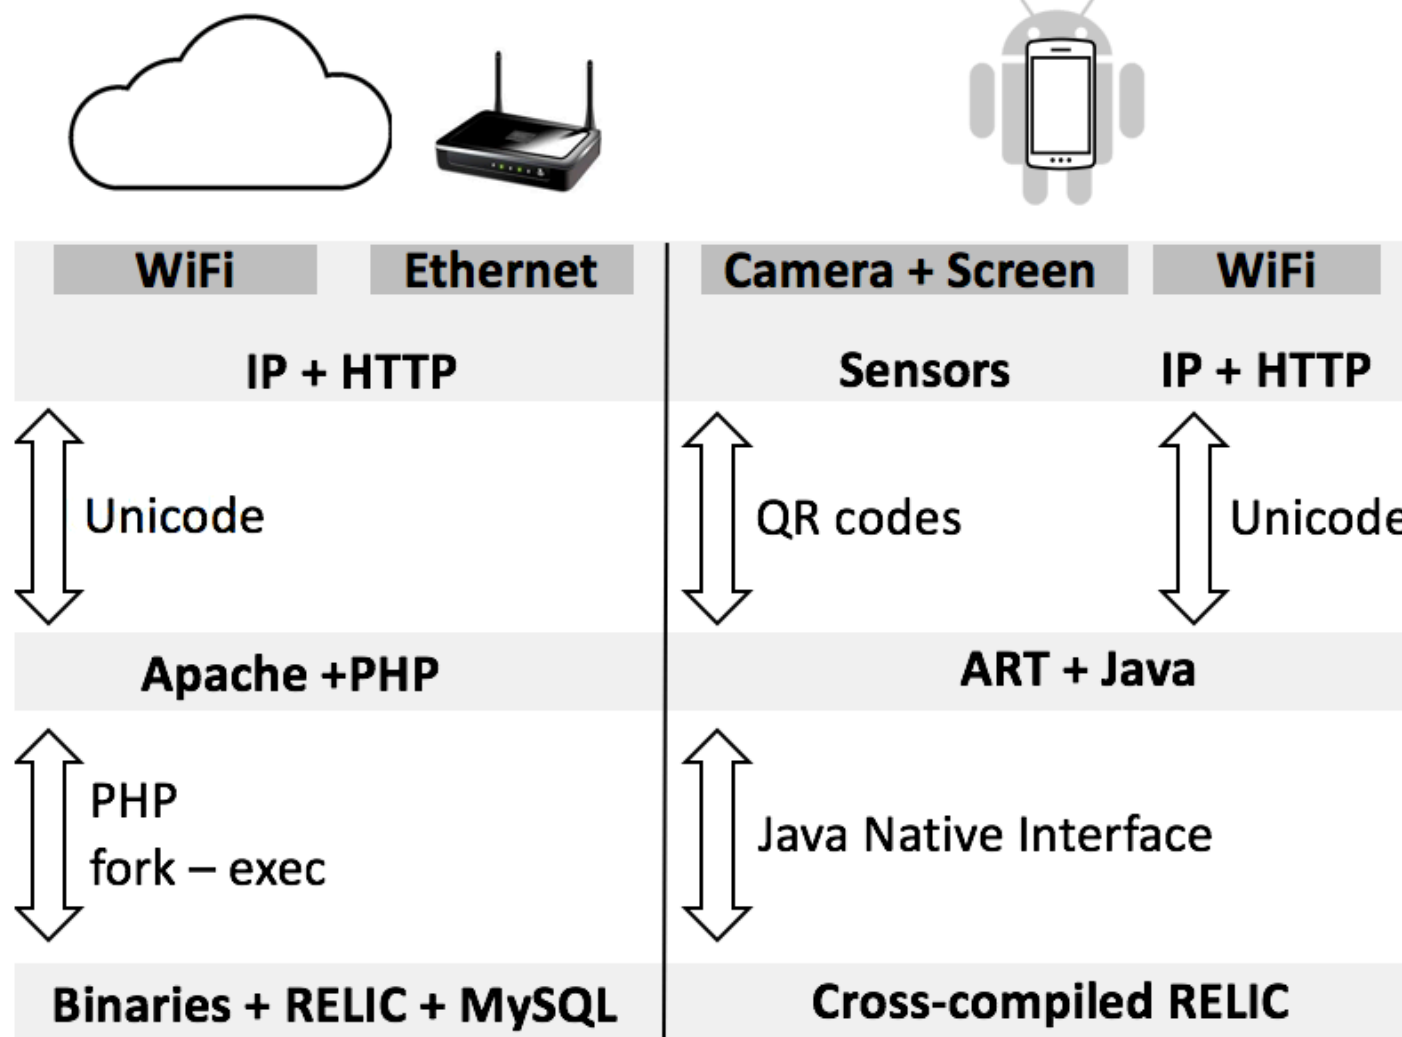 WiFi Ethernet Camera + Screen WiFi
IP + HTTP Sensors IP + HTTP
Unicode QR codes Unicode
Apache +PHP ART + Java
PHP
fork – exec
Java Native Interface
Binaries + RELIC + MySQL Cross-compiled RELIC